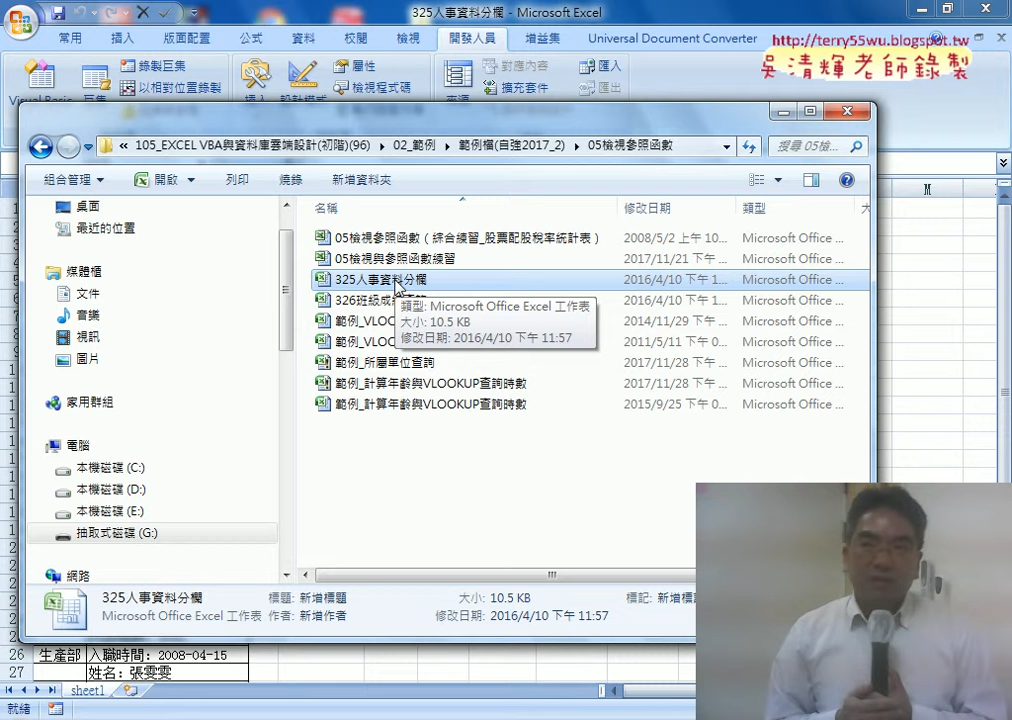 325人事資料分欄 - Microsoft Excel
常用 插入 版面配置 公式 資料 校閱 檢視 開發人員 增益集 Universal Document Converter
http://terry55wu.blogspot.tw
吳清輝老師錄製
錄製巨集 屬性 對應內容 匯入
以相對位置錄製 檢視程式碼 擴充套件 匯出
Visual Basic 巨集 插入 設計模式 來源
« 105_EXCEL VBA與資料庫雲端設計(初階)(96) 02_範例 範例檔(自強2017_2) 05檢視參照函數
搜尋 05檢...
組合管理 開啟 列印 燒錄 新增資料夾
名稱 修改日期 類型 大
桌面
最近的位置
媒體櫃
文件
音樂
視訊
圖片
家用群組
電腦
本機磁碟 (C:)
本機磁碟 (D:)
本機磁碟 (E:)
抽取式磁碟 (G:)
網路
05檢視參照函數（綜合練習_股票配股稅率統計表） 2008/5/2 上午 10... Microsoft Office ...
05檢視與參照函數練習 2017/11/21 下午... Microsoft Office ...
325人事資料分欄 2016/4/10 下午 1... Microsoft Office ...
326班級成 2016/4/10 下午 1... Microsoft Office ...
範例_VLOO 2014/11/29 下午... Microsoft Office ...
範例_VLOO 2011/5/11 下午 0... Microsoft Office ...
範例_所屬單位查詢 2017/11/28 下午... Microsoft Office ...
範例_計算年齡與VLOOKUP查詢時數 2017/11/28 下午... Microsoft Office ...
範例_計算年齡與VLOOKUP查詢時數 2015/9/25 下午 0... Microsoft Office ...
類型: Microsoft Office Excel 工作表
大小: 10.5 KB
修改日期: 2016/4/10 下午 11:57
325人事資料分欄 標題: 新增標題 大小: 10.5 KB 標記: 新增標
Microsoft Office Excel 工作表 作者: 新增作者 修改日期: 2016/4/10 下午 11:57
M
26 生產部 入職時間: 2008-04-15
27 姓名: 張雯雯
sheet1
就緒